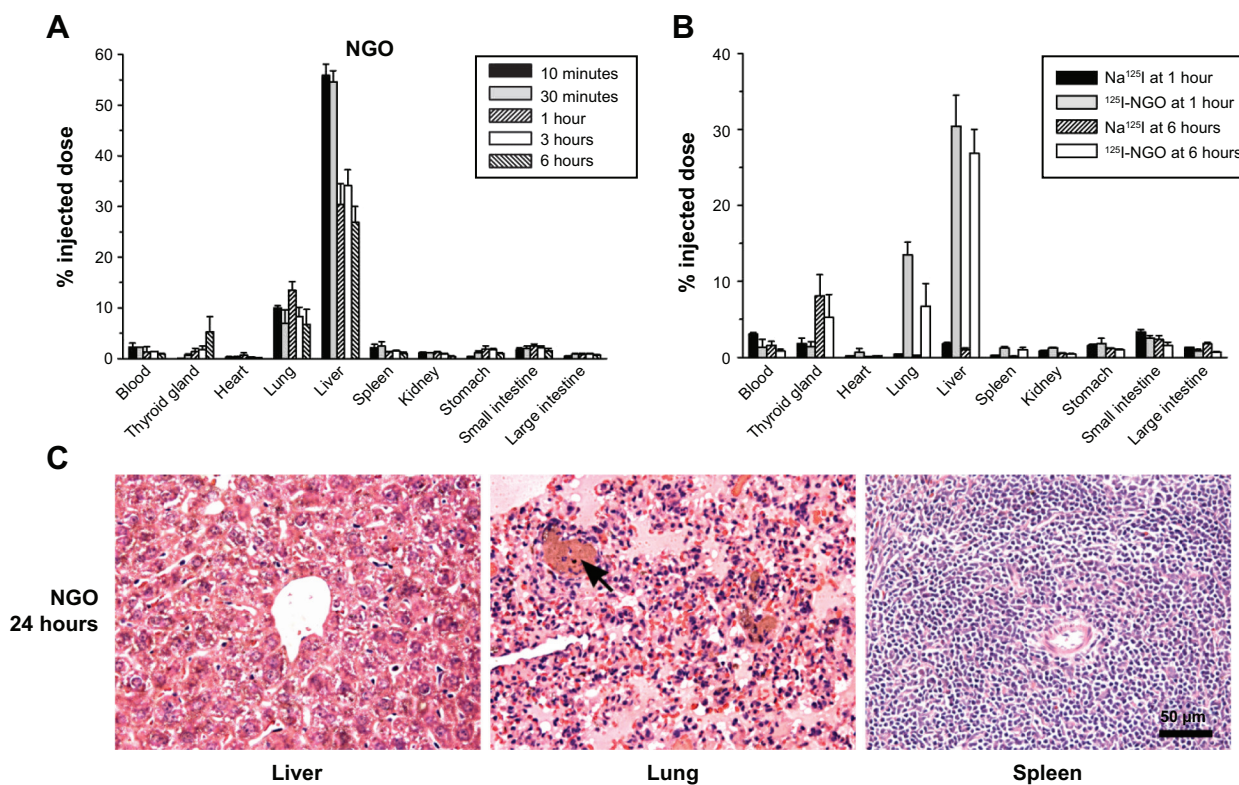 A
NGO
% injected dose
60
50
40
30
20
10
0
10 minutes
30 minutes
1 hour
3 hours
6 hours
Blood
Thyroid gland
Heart
Lung
Liver
Spleen
Kidney
Stomach
Small intestine
Large intestine
B
% injected dose
40
30
20
10
0
Na¹²⁵I at 1 hour
¹²⁵I-NGO at 1 hour
Na¹²⁵I at 6 hours
¹²⁵I-NGO at 6 hours
Blood
Thyroid gland
Heart
Lung
Liver
Spleen
Kidney
Stomach
Small intestine
Large intestine
C
NGO
24 hours
50 µm
Liver
Lung
Spleen